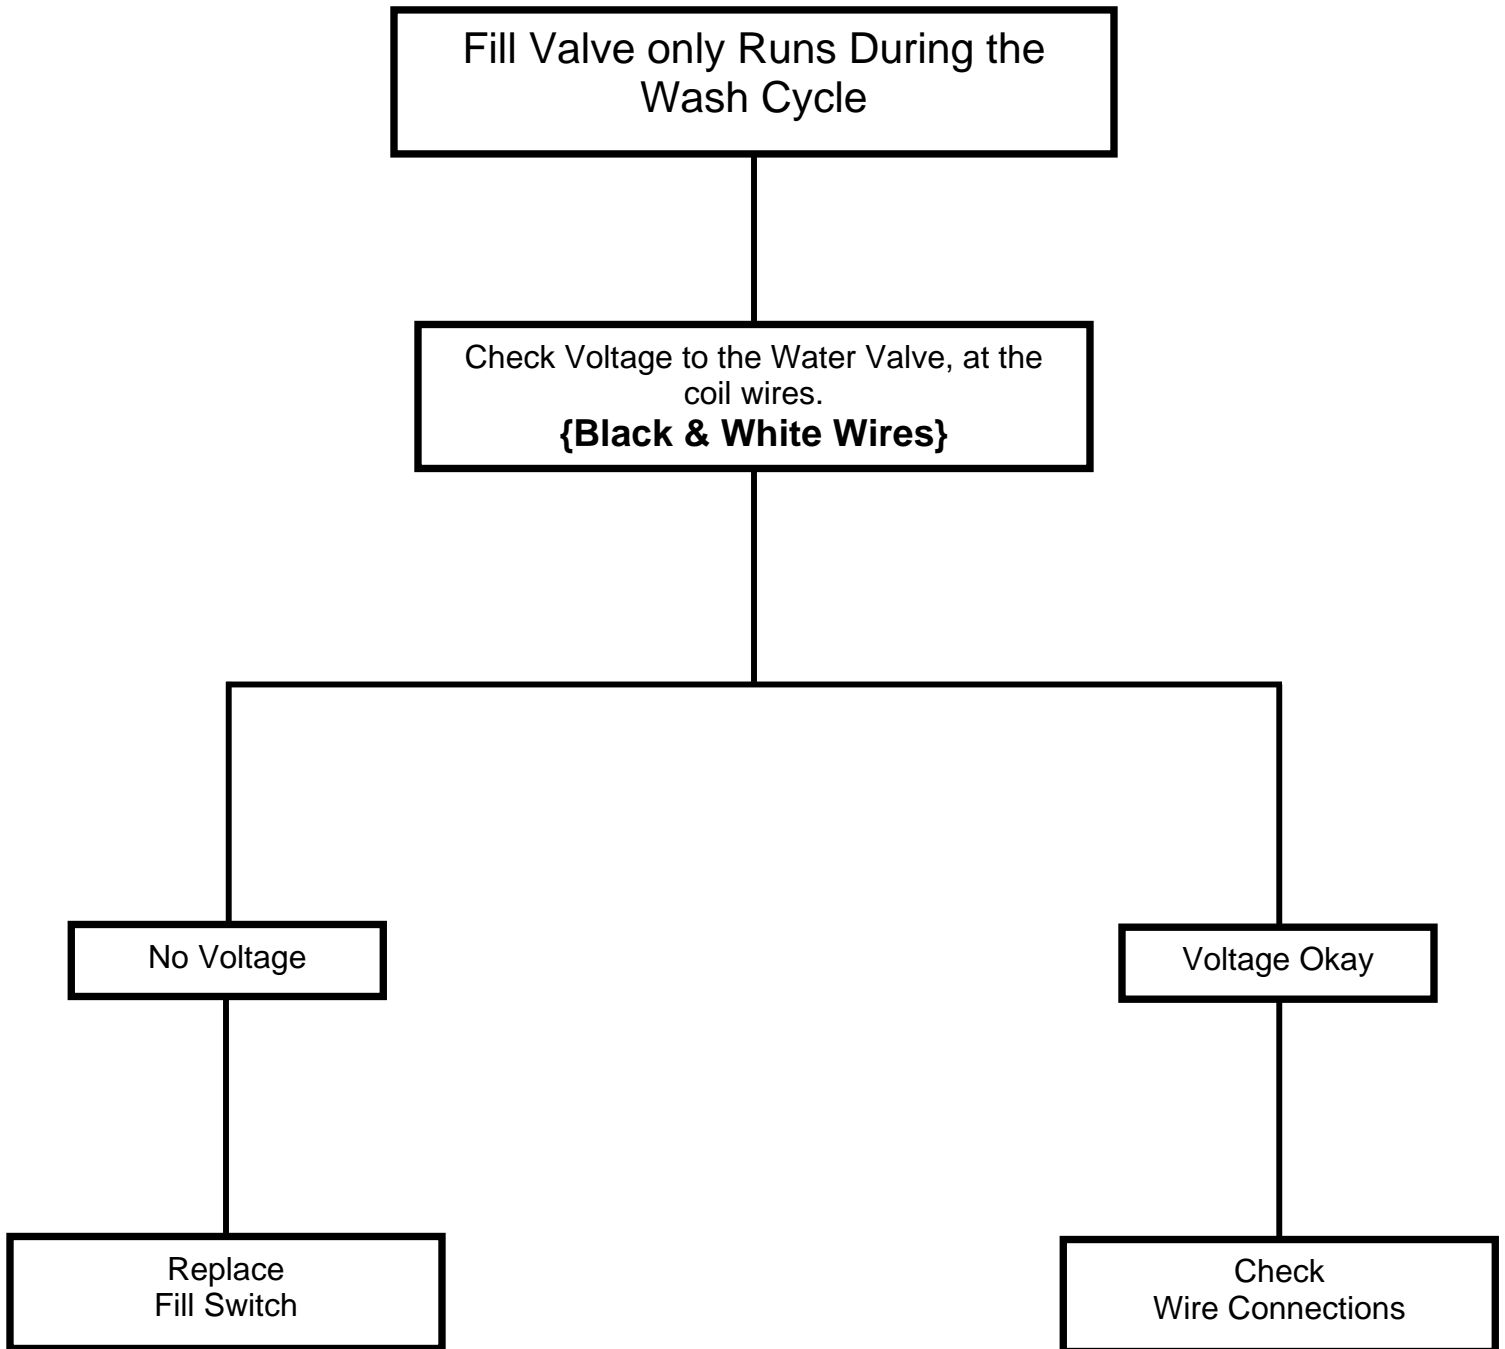 Fill Valve only Runs During the
Wash Cycle
Check Voltage to the Water Valve, at the
coil wires.
{Black & White Wires}
No Voltage
Voltage Okay
Replace
Fill Switch
Check
Wire Connections